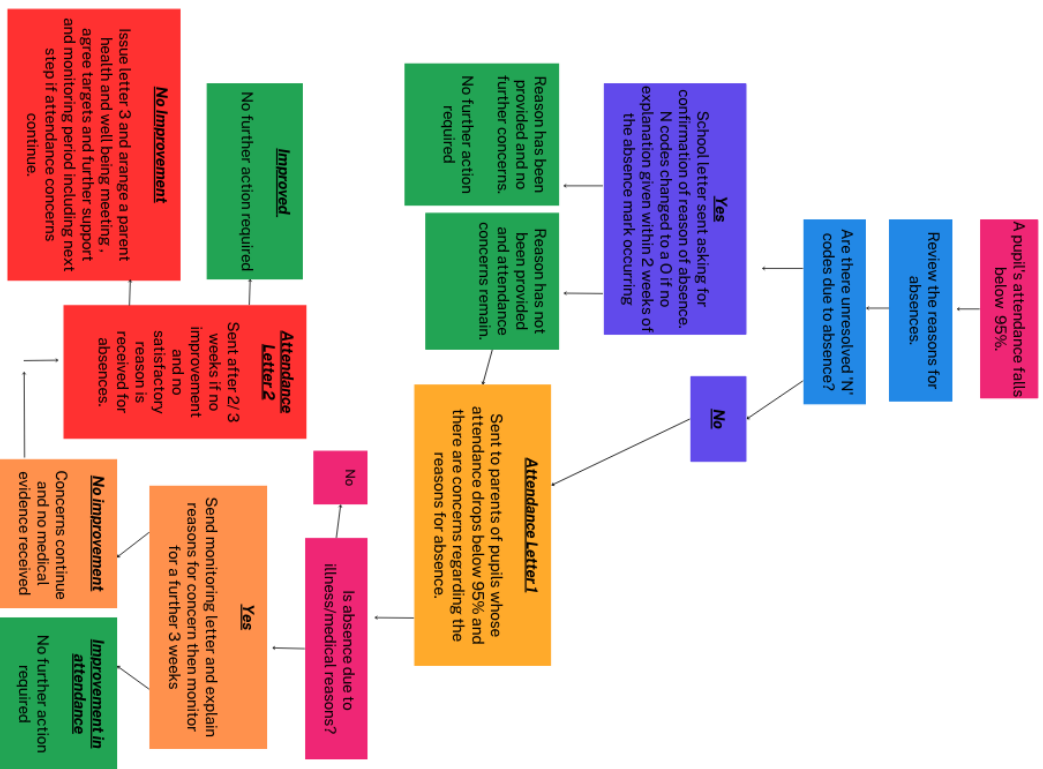 A pupil's attendance falls
below 95%.
Review the reasons for
absences.
Are there unresolved 'N'
codes due to absence?
Yes
School letter sent asking for
confirmation of reason of absence.
N codes changed to a O if no
explanation given within 2 weeks of
the absence mark occurring
No
Reason has been
provided and no
further concerns.
No further action
required
Reason has not
been provided
and attendance
concerns remain.
Attendance Letter 1
Sent to parents of pupils whose
attendance drops below 95% and
there are concerns regarding the
reasons for absence.
Is absence due to
illness/medical reasons?
No
Yes
Send monitoring letter and explain
reasons for concern then monitor
for a further 3 weeks
No improvement
Concerns continue
and no medical
evidence received
Improvement in
attendance
No further action
required
Attendance
Letter 2
Sent after 2/3
weeks if no
improvement
and no
satisfactory
reason is
received for
absences.
Improved
No further action required
No Improvement
Issue letter 3 and arange a parent
health and well being meeting ,
agree targets and further support
and monitoring period including next
step if attendance concerns
continue.